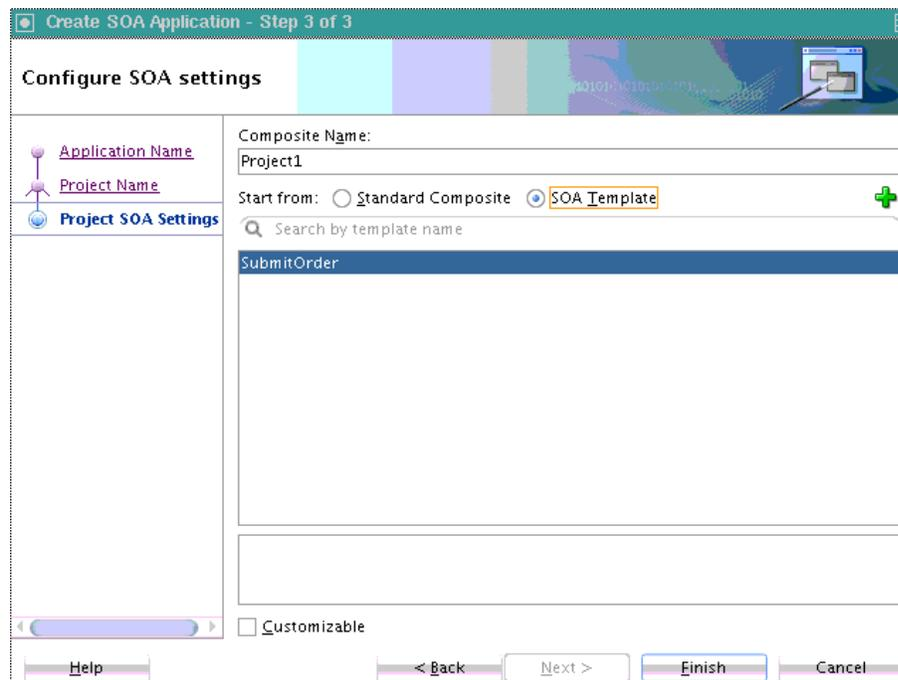 Create SOA Application - Step 3 of 3
Configure SOA settings
Application Name
Project Name
Project SOA Settings
Composite Name:
Project1
Start from: Standard Composite SOA Template
Search by template name
SubmitOrder
Customizable
Help < Back Next > Finish Cancel